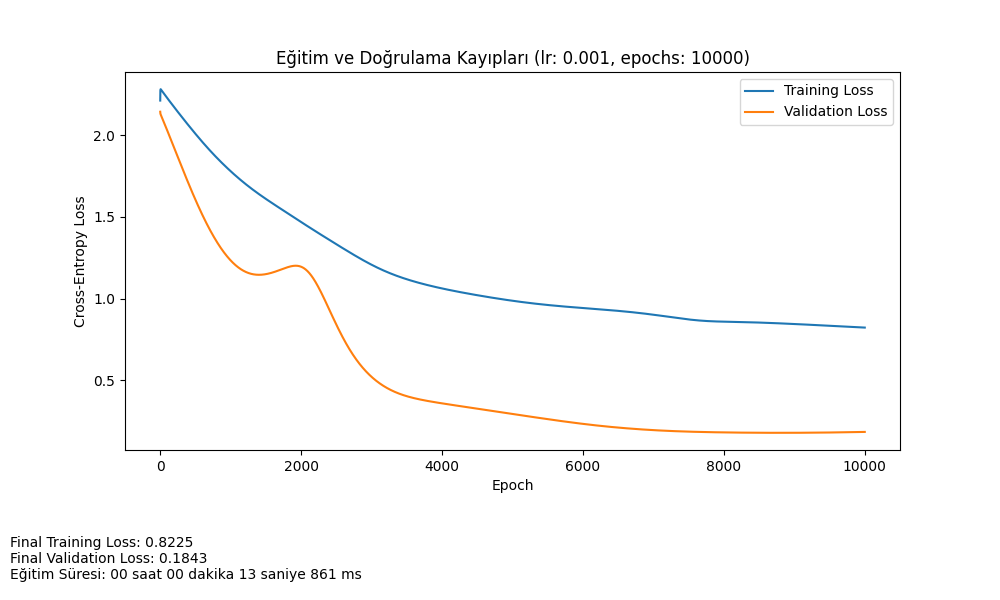 Eğitim ve Doğrulama Kayıpları (lr: 0.001, epochs: 10000)
Training Loss
Validation Loss
Cross-Entropy Loss
2.0
1.5
1.0
0.5
0
2000
4000
6000
8000
10000
Epoch
Final Training Loss: 0.8225
Final Validation Loss: 0.1843
Eğitim Süresi: 00 saat 00 dakika 13 saniye 861 ms